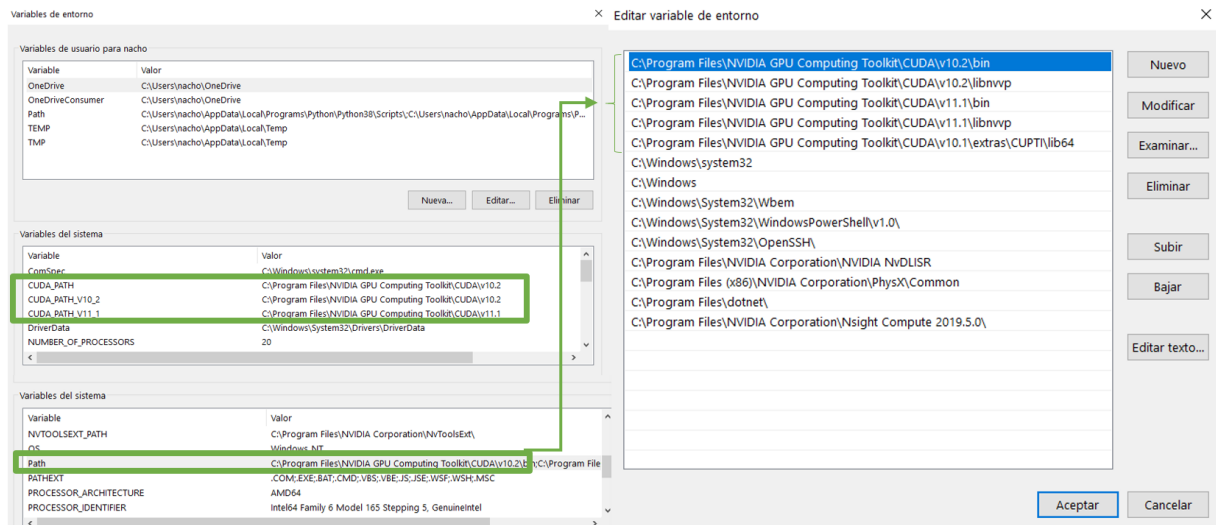 Variables de entorno
Variables de usuario para nacho
Variable Valor
OneDrive C:\Users\nacho\OneDrive
OneDriveConsumer C:\Users\nacho\OneDrive
Path C:\Users\nacho\AppData\Local\Programs\Python\Python38\Scripts\;C:\Users\nacho\AppData\Local\Programs\P...
TEMP C:\Users\nacho\AppData\Local\Temp
TMP C:\Users\nacho\AppData\Local\Temp
Nueva... Editar... Eliminar
Variables del sistema
Variable Valor
ComSpec C:\Windows\system32\cmd.exe
CUDA_PATH C:\Program Files\NVIDIA GPU Computing Toolkit\CUDA\v10.2
CUDA_PATH_V10_2 C:\Program Files\NVIDIA GPU Computing Toolkit\CUDA\v10.2
CUDA_PATH_V11_1 C:\Program Files\NVIDIA GPU Computing Toolkit\CUDA\v11.1
DriverData C:\Windows\System32\Drivers\DriverData
NUMBER_OF_PROCESSORS 20
Variables del sistema
Variable Valor
NVTOOLSEXT_PATH C:\Program Files\NVIDIA Corporation\NvToolsExt\
OS Windows_NT
Path C:\Program Files\NVIDIA GPU Computing Toolkit\CUDA\v10.2\bin;C:\Program File
PATHEXT .COM;.EXE;.BAT;.CMD;.VBS;.VBE;.JS;.JSE;.WSF;.WSH;.MSC
PROCESSOR_ARCHITECTURE AMD64
PROCESSOR_IDENTIFIER Intel64 Family 6 Model 165 Stepping 5, GenuineIntel
Editar variable de entorno
C:\Program Files\NVIDIA GPU Computing Toolkit\CUDA\v10.2\bin
C:\Program Files\NVIDIA GPU Computing Toolkit\CUDA\v10.2\libnvvp
C:\Program Files\NVIDIA GPU Computing Toolkit\CUDA\v11.1\bin
C:\Program Files\NVIDIA GPU Computing Toolkit\CUDA\v11.1\libnvvp
C:\Program Files\NVIDIA GPU Computing Toolkit\CUDA\v10.1\extras\CUPTI\lib64
C:\Windows\system32
C:\Windows
C:\Windows\System32\Wbem
C:\Windows\System32\WindowsPowerShell\v1.0\
C:\Windows\System32\OpenSSH\
C:\Program Files\NVIDIA Corporation\NVIDIA NvDLISR
C:\Program Files (x86)\NVIDIA Corporation\PhysX\Common
C:\Program Files\dotnet\
C:\Program Files\NVIDIA Corporation\Nsight Compute 2019.5.0\
Nuevo
Modificar
Examinar...
Eliminar
Subir
Bajar
Editar texto...
Aceptar Cancelar